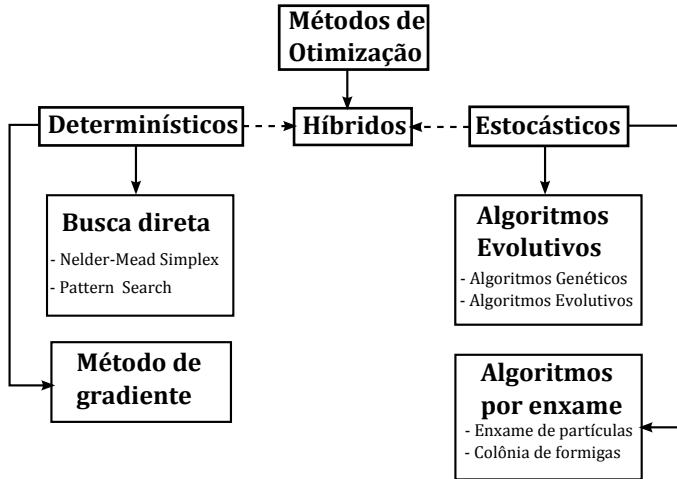 Métodos de
Otimização
Determinísticos
Híbridos
Estocásticos
Busca direta
- Nelder-Mead Simplex
- Pattern Search
Algoritmos
Evolutivos
- Algoritmos Genéticos
- Algoritmos Evolutivos
Método de
gradiente
Algoritmos
por enxame
- Enxame de partículas
- Colônia de formigas